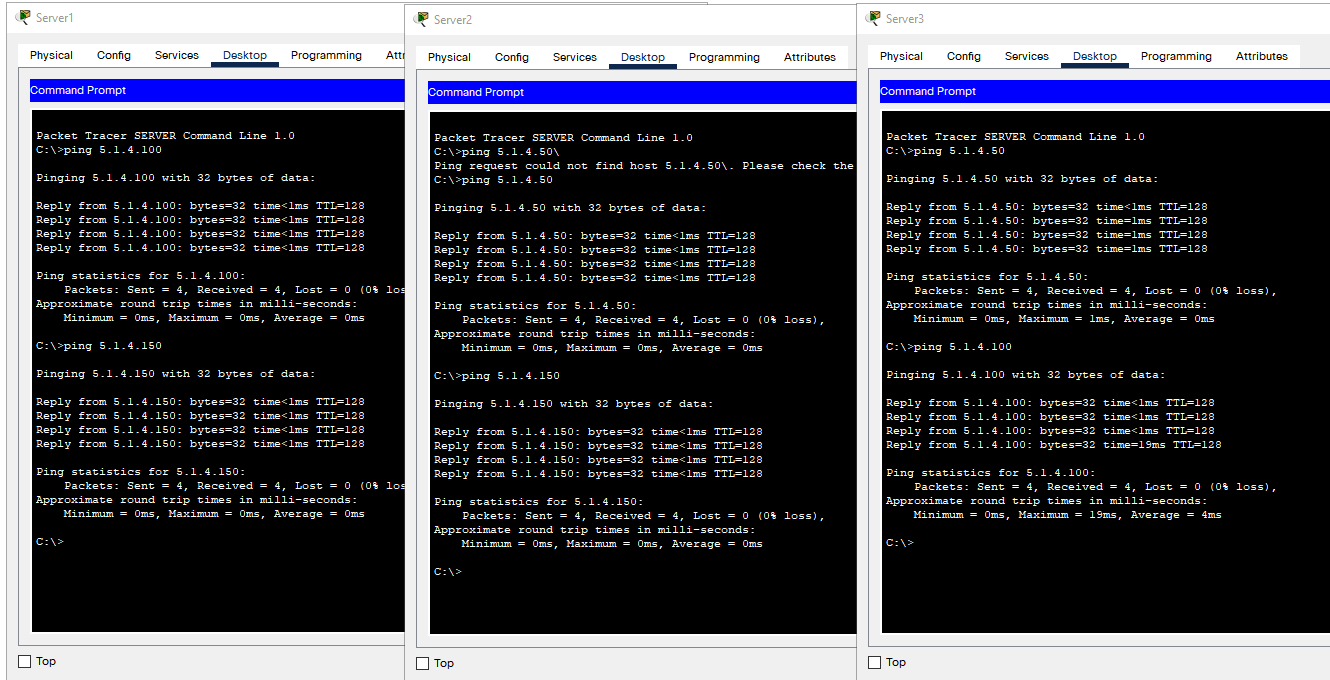 Server1
Physical Config Services Desktop Programming Att
Command Prompt
Packet Tracer SERVER Command Line 1.0
C:\>ping 5.1.4.100
Pinging 5.1.4.100 with 32 bytes of data:
Reply from 5.1.4.100: bytes=32 time<1ms TTL=128
Reply from 5.1.4.100: bytes=32 time<1ms TTL=128
Reply from 5.1.4.100: bytes=32 time<1ms TTL=128
Reply from 5.1.4.100: bytes=32 time<1ms TTL=128
Ping statistics for 5.1.4.100:
Packets: Sent = 4, Received = 4, Lost = 0 (0% los
Approximate round trip times in milli-seconds:
Minimum = 0ms, Maximum = 0ms, Average = 0ms
C:\>ping 5.1.4.150
Pinging 5.1.4.150 with 32 bytes of data:
Reply from 5.1.4.150: bytes=32 time<1ms TTL=128
Reply from 5.1.4.150: bytes=32 time<1ms TTL=128
Reply from 5.1.4.150: bytes=32 time<1ms TTL=128
Reply from 5.1.4.150: bytes=32 time<1ms TTL=128
Ping statistics for 5.1.4.150:
Packets: Sent = 4, Received = 4, Lost = 0 (0% los
Approximate round trip times in milli-seconds:
Minimum = 0ms, Maximum = 0ms, Average = 0ms
C:\>
Top
Server2
Physical Config Services Desktop Programming Attributes
Command Prompt
Packet Tracer SERVER Command Line 1.0
C:\>ping 5.1.4.50\
Ping request could not find host 5.1.4.50\. Please check the
C:\>ping 5.1.4.50
Pinging 5.1.4.50 with 32 bytes of data:
Reply from 5.1.4.50: bytes=32 time<1ms TTL=128
Reply from 5.1.4.50: bytes=32 time<1ms TTL=128
Reply from 5.1.4.50: bytes=32 time<1ms TTL=128
Reply from 5.1.4.50: bytes=32 time<1ms TTL=128
Ping statistics for 5.1.4.50:
Packets: Sent = 4, Received = 4, Lost = 0 (0% loss),
Approximate round trip times in milli-seconds:
Minimum = 0ms, Maximum = 0ms, Average = 0ms
C:\>ping 5.1.4.150
Pinging 5.1.4.150 with 32 bytes of data:
Reply from 5.1.4.150: bytes=32 time<1ms TTL=128
Reply from 5.1.4.150: bytes=32 time<1ms TTL=128
Reply from 5.1.4.150: bytes=32 time<1ms TTL=128
Reply from 5.1.4.150: bytes=32 time<1ms TTL=128
Ping statistics for 5.1.4.150:
Packets: Sent = 4, Received = 4, Lost = 0 (0% loss),
Approximate round trip times in milli-seconds:
Minimum = 0ms, Maximum = 0ms, Average = 0ms
C:\>
Top
Server3
Physical Config Services Desktop Programming Attributes
Command Prompt
Packet Tracer SERVER Command Line 1.0
C:\>ping 5.1.4.50
Pinging 5.1.4.50 with 32 bytes of data:
Reply from 5.1.4.50: bytes=32 time<1ms TTL=128
Reply from 5.1.4.50: bytes=32 time=1ms TTL=128
Reply from 5.1.4.50: bytes=32 time=1ms TTL=128
Reply from 5.1.4.50: bytes=32 time<1ms TTL=128
Ping statistics for 5.1.4.50:
Packets: Sent = 4, Received = 4, Lost = 0 (0% loss),
Approximate round trip times in milli-seconds:
Minimum = 0ms, Maximum = 1ms, Average = 0ms
C:\>ping 5.1.4.100
Pinging 5.1.4.100 with 32 bytes of data:
Reply from 5.1.4.100: bytes=32 time<1ms TTL=128
Reply from 5.1.4.100: bytes=32 time<1ms TTL=128
Reply from 5.1.4.100: bytes=32 time<1ms TTL=128
Reply from 5.1.4.100: bytes=32 time=19ms TTL=128
Ping statistics for 5.1.4.100:
Packets: Sent = 4, Received = 4, Lost = 0 (0% loss),
Approximate round trip times in milli-seconds:
Minimum = 0ms, Maximum = 19ms, Average = 4ms
C:\>
Top